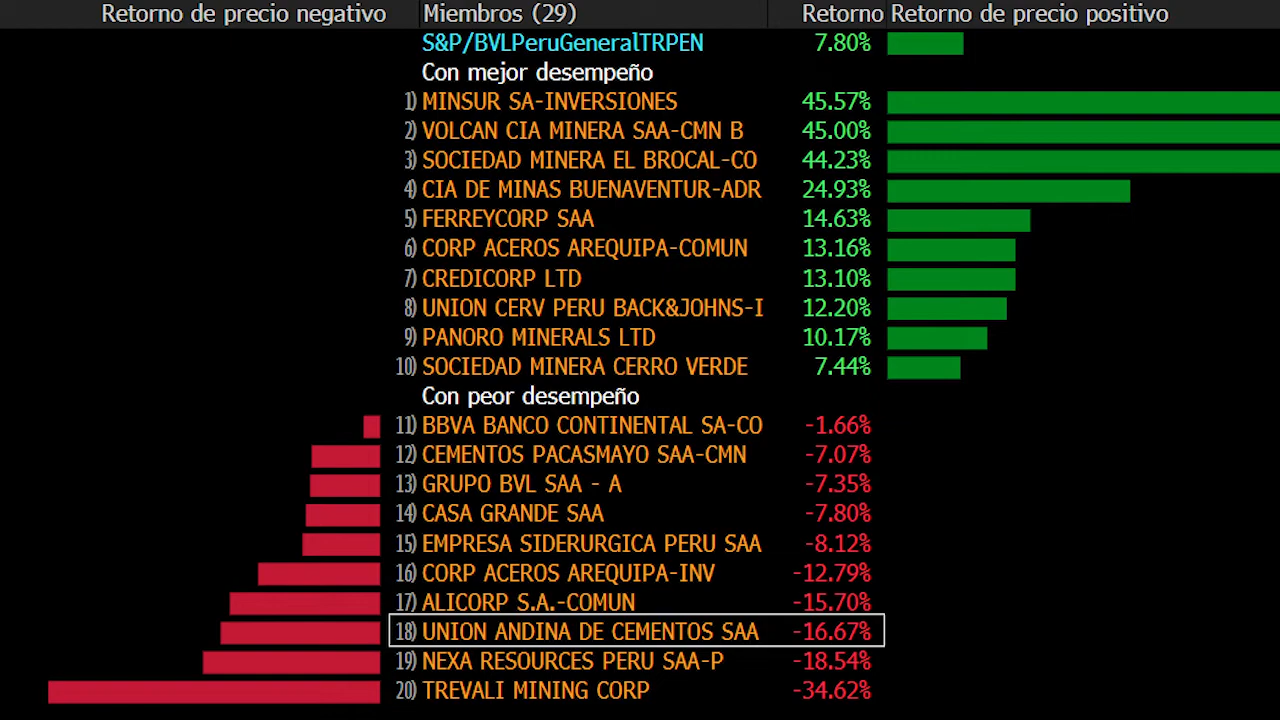 Retorno de precio negativo Miembros (29) Retorno Retorno de precio positivo
S&P/BVLPeruGeneralTRPEN 7.80%
Con mejor desempeño
1) MINSUR SA-INVERSIONES 45.57%
2) VOLCAN CIA MINERA SAA-CMN B 45.00%
3) SOCIEDAD MINERA EL BROCAL-CO 44.23%
4) CIA DE MINAS BUENAVENTUR-ADR 24.93%
5) FERREYCORP SAA 14.63%
6) CORP ACEROS AREQUIPA-COMUN 13.16%
7) CREDICORP LTD 13.10%
8) UNION CERV PERU BACK&JOHNS-I 12.20%
9) PANORO MINERALS LTD 10.17%
10) SOCIEDAD MINERA CERRO VERDE 7.44%
Con peor desempeño
11) BBVA BANCO CONTINENTAL SA-CO -1.66%
12) CEMENTOS PACASMAYO SAA-CMN -7.07%
13) GRUPO BVL SAA - A -7.35%
14) CASA GRANDE SAA -7.80%
15) EMPRESA SIDERURGICA PERU SAA -8.12%
16) CORP ACEROS AREQUIPA-INV -12.79%
17) ALICORP S.A.-COMUN -15.70%
18) UNION ANDINA DE CEMENTOS SAA -16.67%
19) NEXA RESOURCES PERU SAA-P -18.54%
20) TREVALI MINING CORP -34.62%